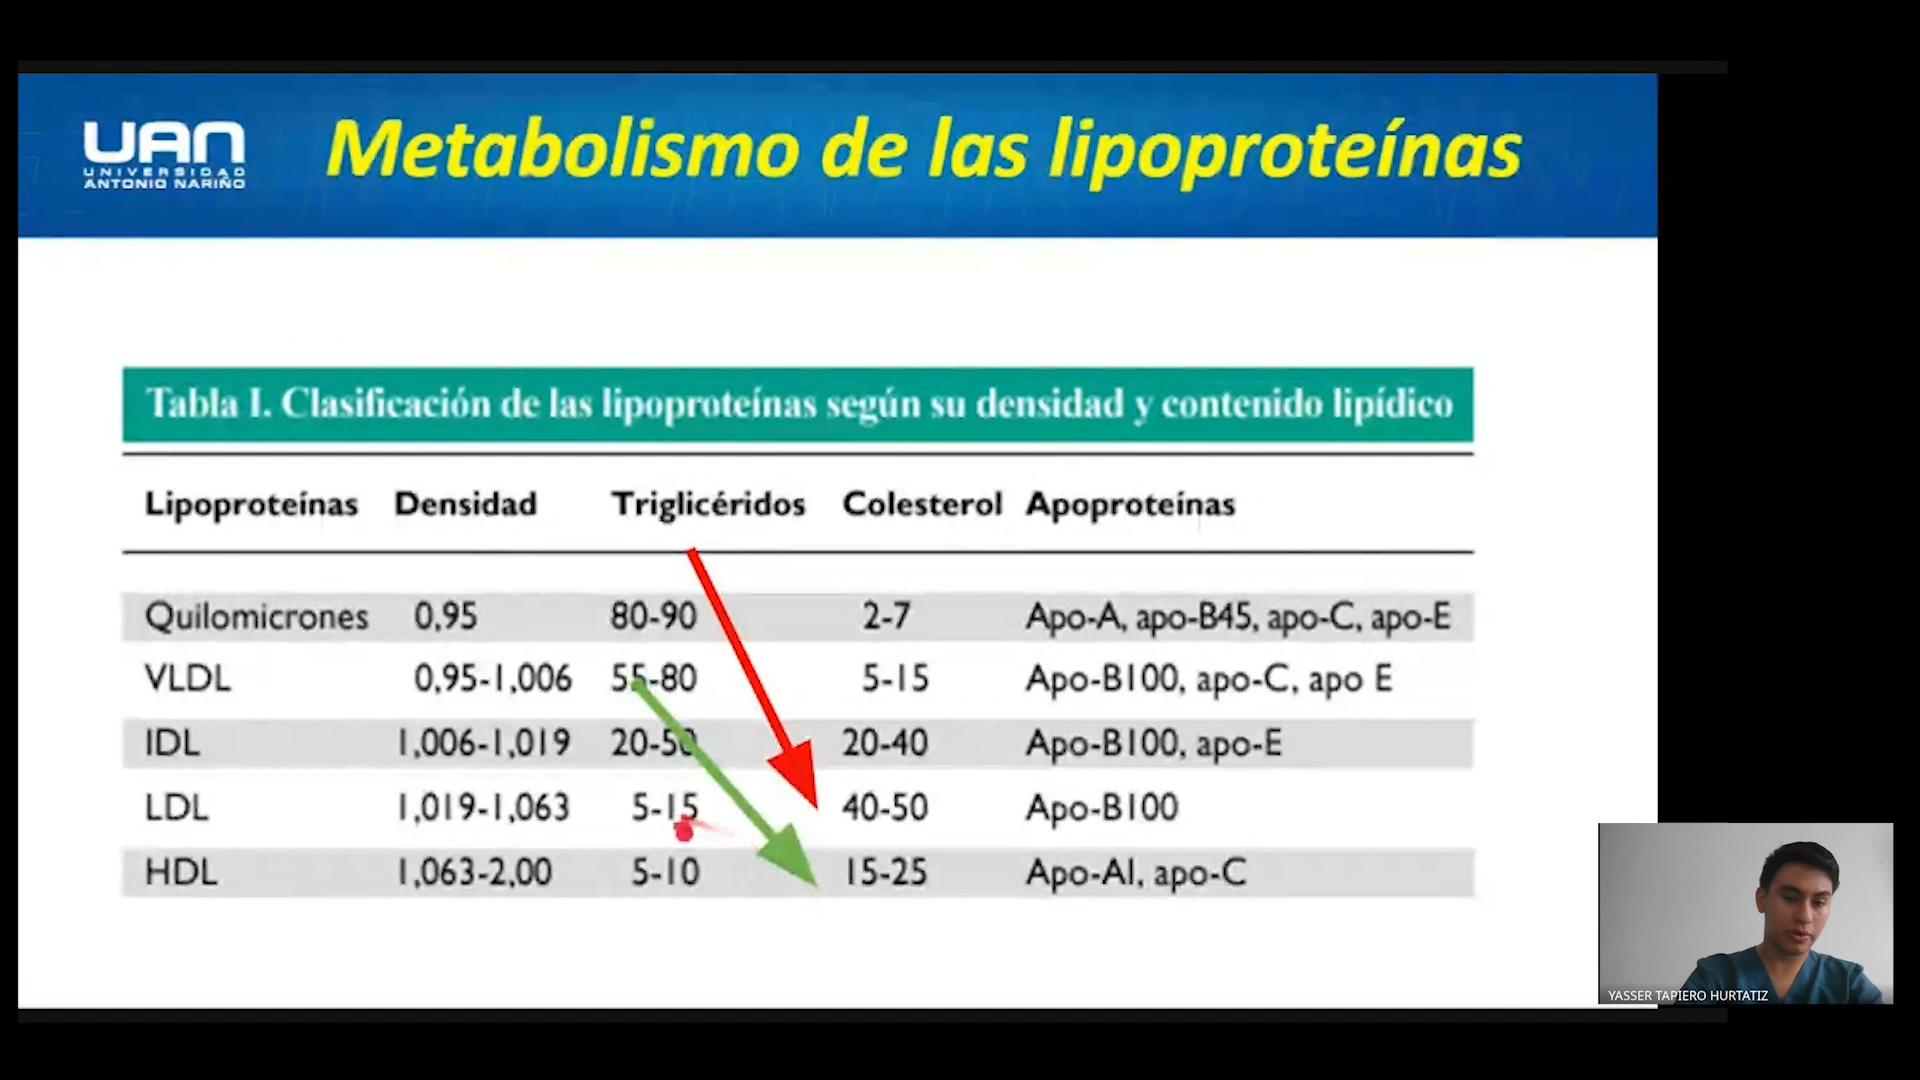 UAN
UNIVERSIDAD
ANTONIO NARIÑO
Metabolismo de las lipoproteínas
Tabla I. Clasificación de las lipoproteínas según su densidad y contenido lipídico
Lipoproteínas Densidad Triglicéridos Colesterol Apoproteínas
Quilomicrones 0,95 80-90 2-7 Apo-A, apo-B45, apo-C, apo-E
VLDL 0,95-1,006 55-80 5-15 Apo-B100, apo-C, apo E
IDL 1,006-1,019 20-50 20-40 Apo-B100, apo-E
LDL 1,019-1,063 5-15 40-50 Apo-B100
HDL 1,063-2,00 5-10 15-25 Apo-AI, apo-C
YASSER TAPIERO HURTATIZ